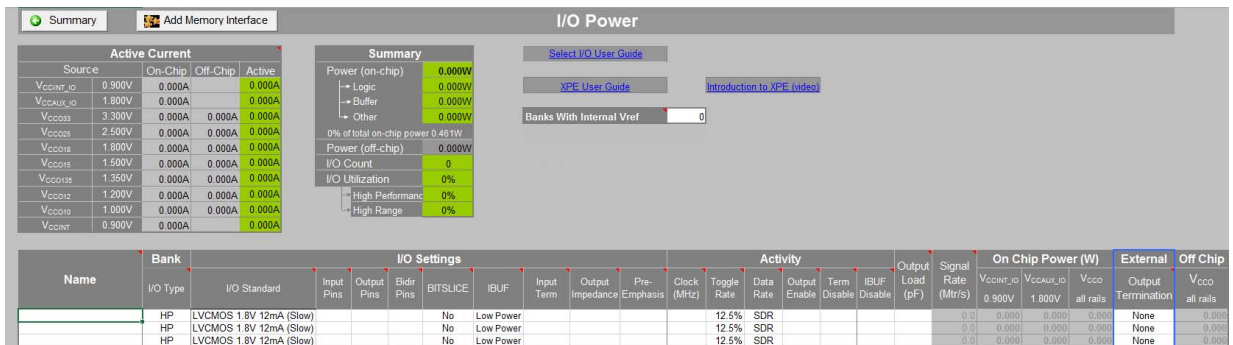 Summary
Add Memory Interface
I/O Power
Active Current
Source On-Chip Off-Chip Active
VCCINT_IO 0.900V 0.000A 0.000A
VCCAUX_IO 1.800V 0.000A 0.000A
VCCO33 3.300V 0.000A 0.000A 0.000A
VCCO25 2.500V 0.000A 0.000A 0.000A
VCCO18 1.800V 0.000A 0.000A 0.000A
VCCO15 1.500V 0.000A 0.000A 0.000A
VCCO135 1.350V 0.000A 0.000A 0.000A
VCCO12 1.200V 0.000A 0.000A 0.000A
VCCO10 1.000V 0.000A 0.000A 0.000A
VCCINT 0.900V 0.000A 0.000A
Summary
Power (on-chip) 0.000W
Logic 0.000W
Buffer 0.000W
Other 0.000W
0% of total on-chip power 0.461W
Power (off-chip) 0.000W
I/O Count 0
I/O Utilization 0%
High Performanc 0%
High Range 0%
Select I/O User Guide
XPE User Guide
Introduction to XPE (video)
Banks With Internal Vref 0
Name
Bank
I/O Type
I/O Settings
I/O Standard
Input
Pins
Output
Pins
Bidir
Pins
BITSLICE
IBUF
Input
Term
Output
Impedance
Pre-
Emphasis
Activity
Clock
(MHz)
Toggle
Rate
Data
Rate
Output
Enable
Term
Disable
IBUF
Disable
Output
Load
(pF)
Signal
Rate
(Mtr/s)
On Chip Power (W)
VCCINT_IO
0.900V
VCCAUX_IO
1.800V
VCCO
all rails
External
Output
Termination
Off Chip
VCCO
all rails
HP LVCMOS 1.8V 12mA (Slow) No Low Power 12.5% SDR 0.0 0.000 0.000 0.000 None 0.000
HP LVCMOS 1.8V 12mA (Slow) No Low Power 12.5% SDR 0.0 0.000 0.000 0.000 None 0.000
HP LVCMOS 1.8V 12mA (Slow) No Low Power 12.5% SDR 0.0 0.000 0.000 0.000 None 0.000